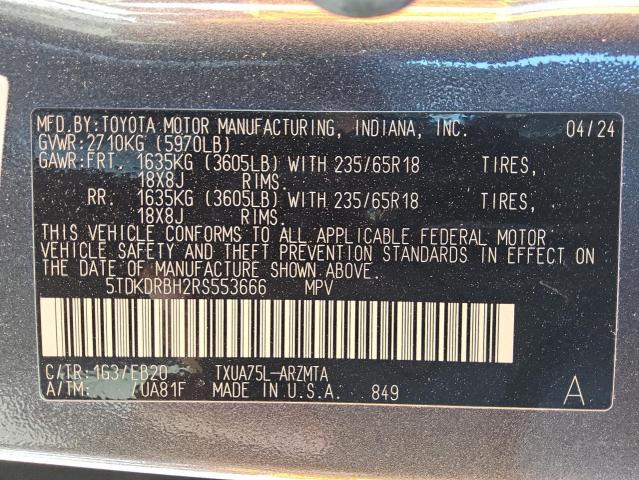 MFD.BY:TOYOTA MOTOR MANUFACTURING, INDIANA, INC. 04/24
GVWR:2710KG (5970LB)
GAWR:FRT. 1635KG (3605LB) WITH 235/65R18 TIRES,
18X8J RIMS.
RR. 1635KG (3605LB) WITH 235/65R18 TIRES,
18X8J RIMS.
THIS VEHICLE CONFORMS TO ALL APPLICABLE FEDERAL MOTOR
VEHICLE SAFETY AND THEFT PREVENTION STANDARDS IN EFFECT ON
THE DATE OF MANUFACTURE SHOWN ABOVE.
5TDKDRBH2RS553666 MPV
C/TR:1G3/EB20 TXUA75L-ARZMTA
A/TM: /UA81F MADE IN U.S.A. 849 A